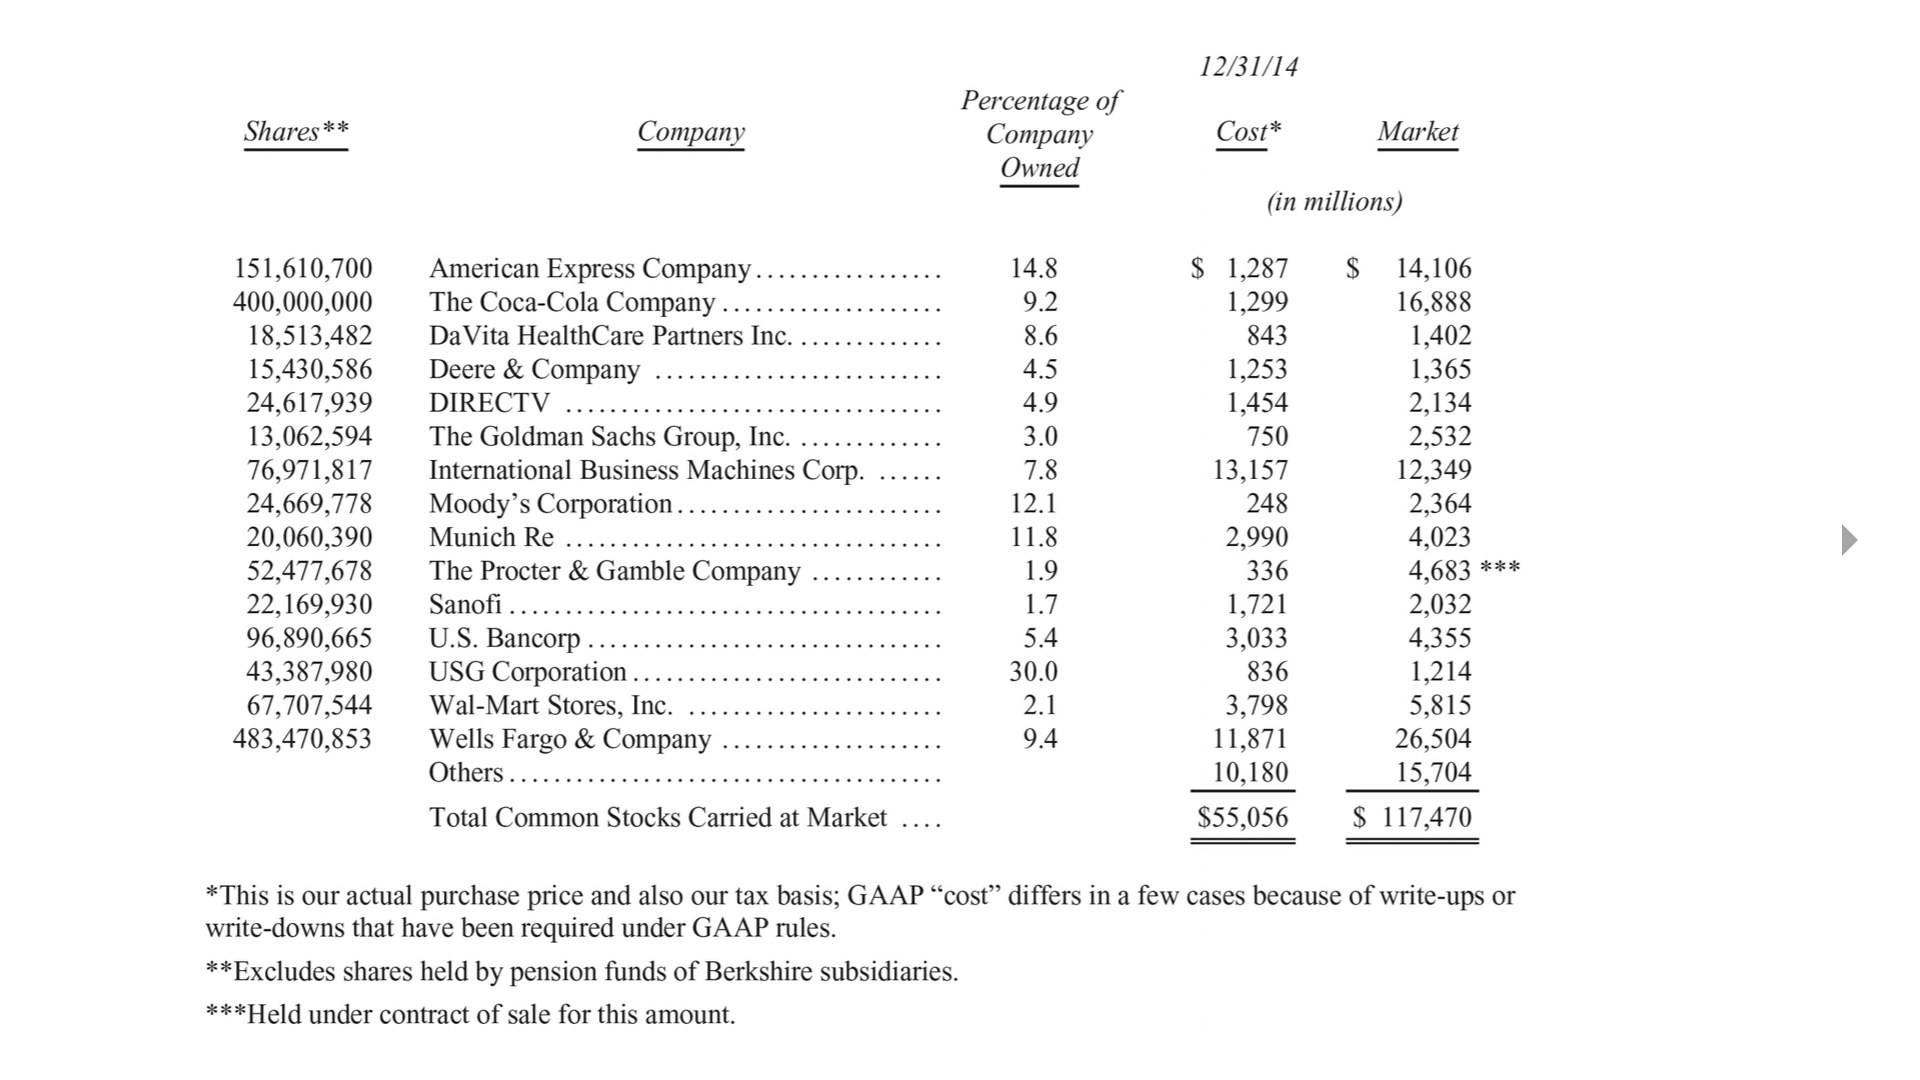 12/31/14
Shares** Company Percentage of Company Owned Cost* Market
(in millions)
151,610,700 American Express Company ................. 14.8 $ 1,287 $ 14,106
400,000,000 The Coca-Cola Company .................... 9.2 1,299 16,888
18,513,482 DaVita HealthCare Partners Inc. ............. 8.6 843 1,402
15,430,586 Deere & Company .......................... 4.5 1,253 1,365
24,617,939 DIRECTV .................................. 4.9 1,454 2,134
13,062,594 The Goldman Sachs Group, Inc. ............. 3.0 750 2,532
76,971,817 International Business Machines Corp. ...... 7.8 13,157 12,349
24,669,778 Moody’s Corporation ........................ 12.1 248 2,364
20,060,390 Munich Re .................................. 11.8 2,990 4,023
52,477,678 The Procter & Gamble Company ............ 1.9 336 4,683 ***
22,169,930 Sanofi ....................................... 1.7 1,721 2,032
96,890,665 U.S. Bancorp ................................ 5.4 3,033 4,355
43,387,980 USG Corporation ............................ 30.0 836 1,214
67,707,544 Wal-Mart Stores, Inc. ....................... 2.1 3,798 5,815
483,470,853 Wells Fargo & Company .................... 9.4 11,871 26,504
Others ....................................... 10,180 15,704
Total Common Stocks Carried at Market .... $55,056 $ 117,470
*This is our actual purchase price and also our tax basis; GAAP “cost” differs in a few cases because of write-ups or
write-downs that have been required under GAAP rules.
**Excludes shares held by pension funds of Berkshire subsidiaries.
***Held under contract of sale for this amount.